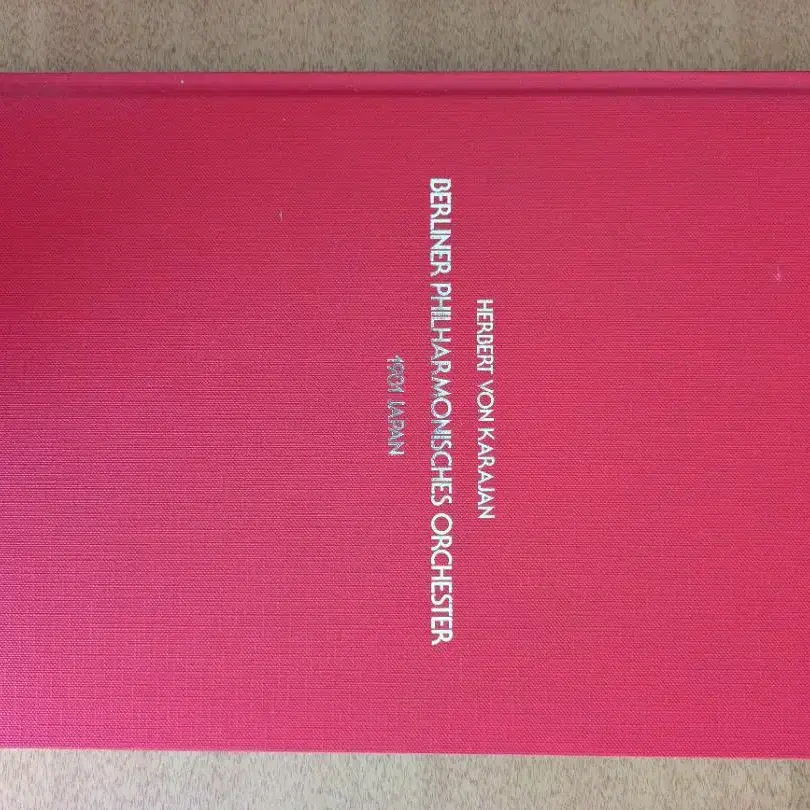 HERBERT VON KARAJAN
BERLINER PHILHARMONISCHES ORCHESTER
1981 JAPAN